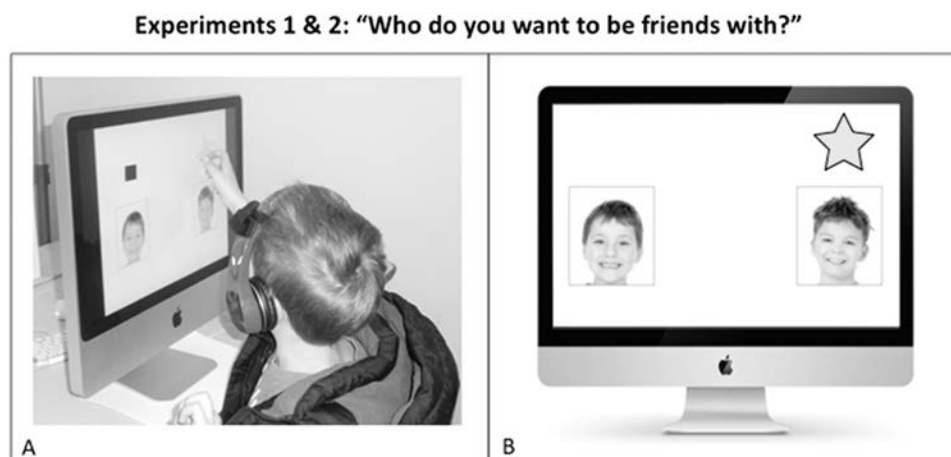 Experiments 1 & 2: “Who do you want to be friends with?”
A
B